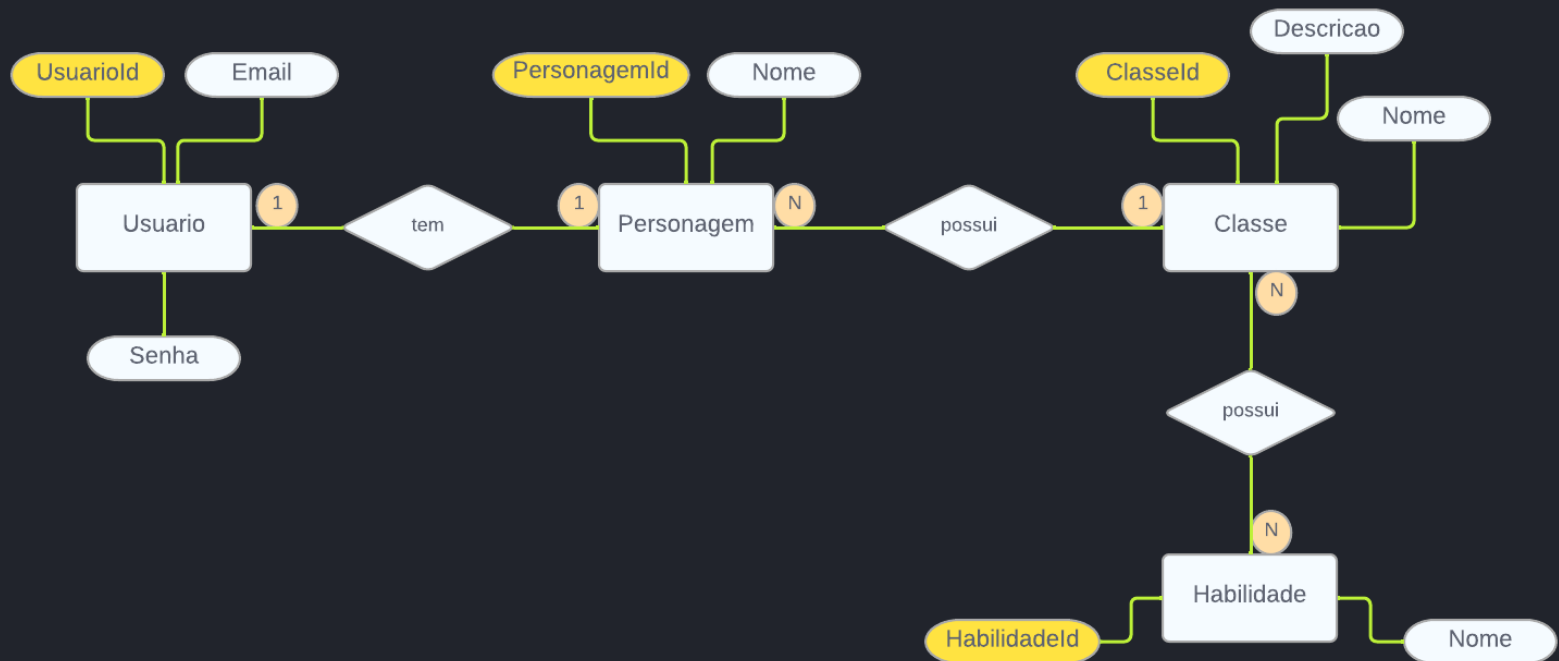 Descricao
UsuarioId
Email
PersonagemId
Nome
ClasseId
Nome
1
1
N
1
Usuario
tem
Personagem
possui
Classe
N
Senha
possui
N
Habilidade
HabilidadeId
Nome